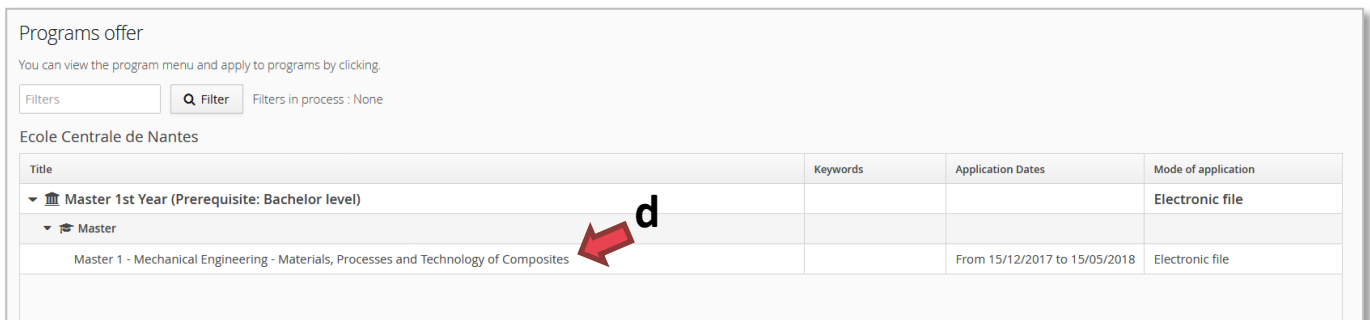 Programs offer
You can view the program menu and apply to programs by clicking.
Filters Filter Filters in process : None
Ecole Centrale de Nantes
Title Keywords Application Dates Mode of application
Master 1st Year (Prerequisite: Bachelor level) Electronic file
d
Master
Master 1 - Mechanical Engineering - Materials, Processes and Technology of Composites From 15/12/2017 to 15/05/2018 Electronic file